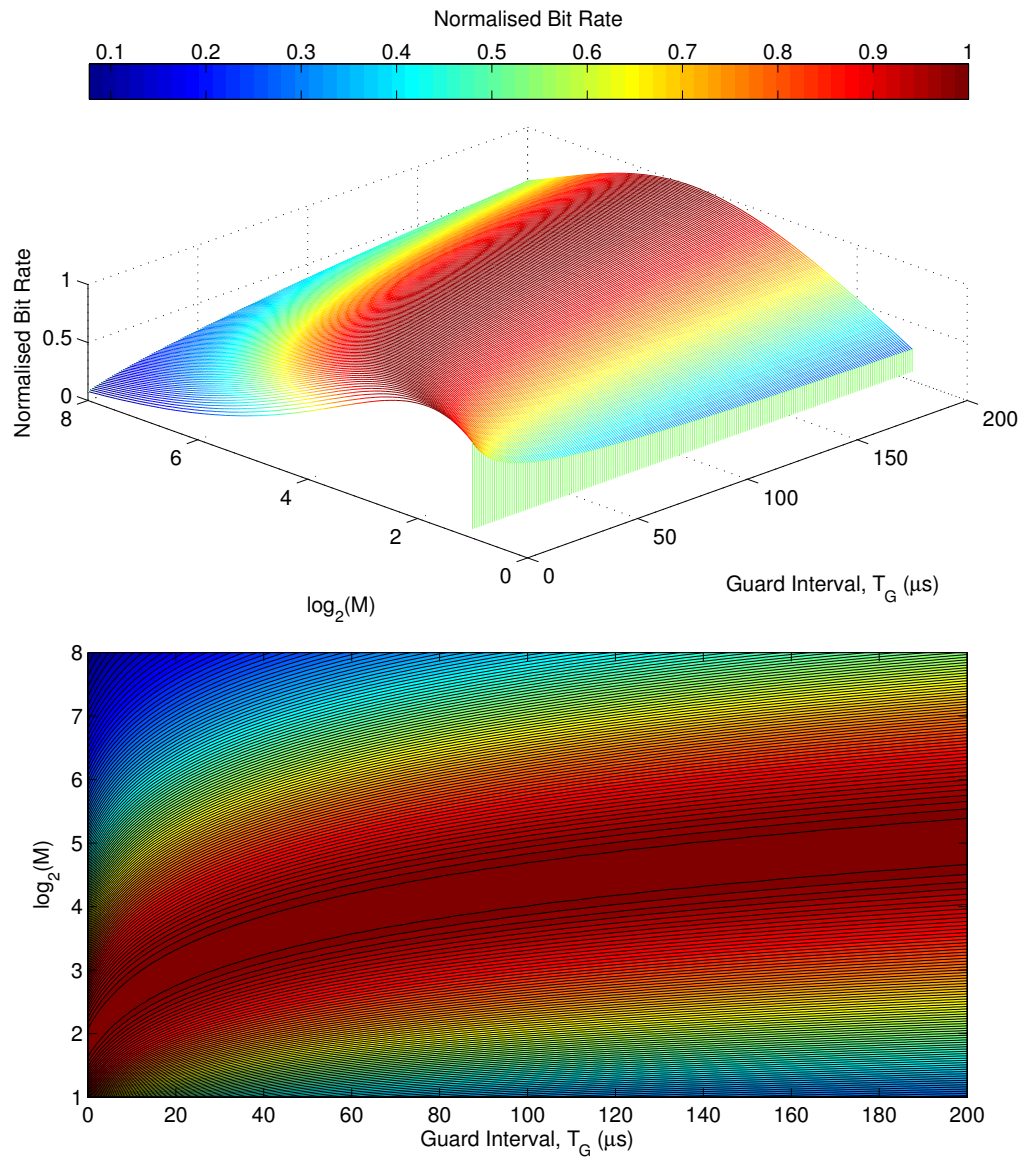 Normalised Bit Rate
0.1 0.2 0.3 0.4 0.5 0.6 0.7 0.8 0.9 1
Normalised Bit Rate
1
0.5
0
8
6
4
2
0
0
50
100
150
200
log2(M)
Guard Interval, TG (μs)
log2(M)
8
7
6
5
4
3
2
1
0 20 40 60 80 100 120 140 160 180 200
Guard Interval, TG (μs)